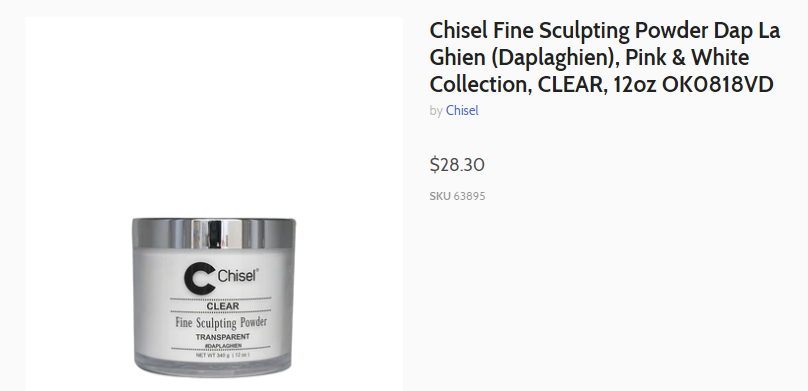 Chisel Fine Sculpting Powder Dap La
Ghien (Daplaghien), Pink & White
Collection, CLEAR, 12oz OK0818VD
by Chisel
$28.30
SKU 63895
Chisel®
CLEAR
Fine Sculpting Powder
TRANSPARENT
#DAPLAGHIEN
NET WT 340 g (12 oz)